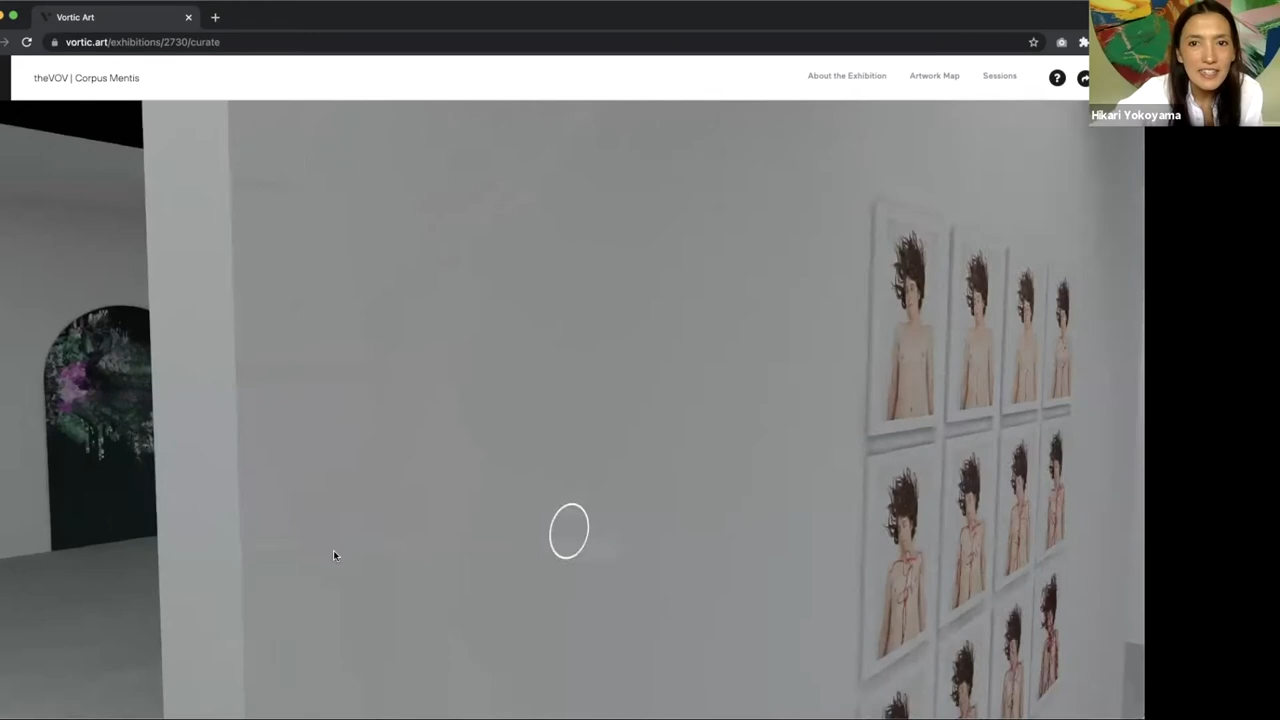 Vortic Art
vortic.art/exhibitions/2730/curate
theVOV | Corpus Mentis
About the Exhibition
Artwork Map
Sessions
?
Hikari Yokoyama